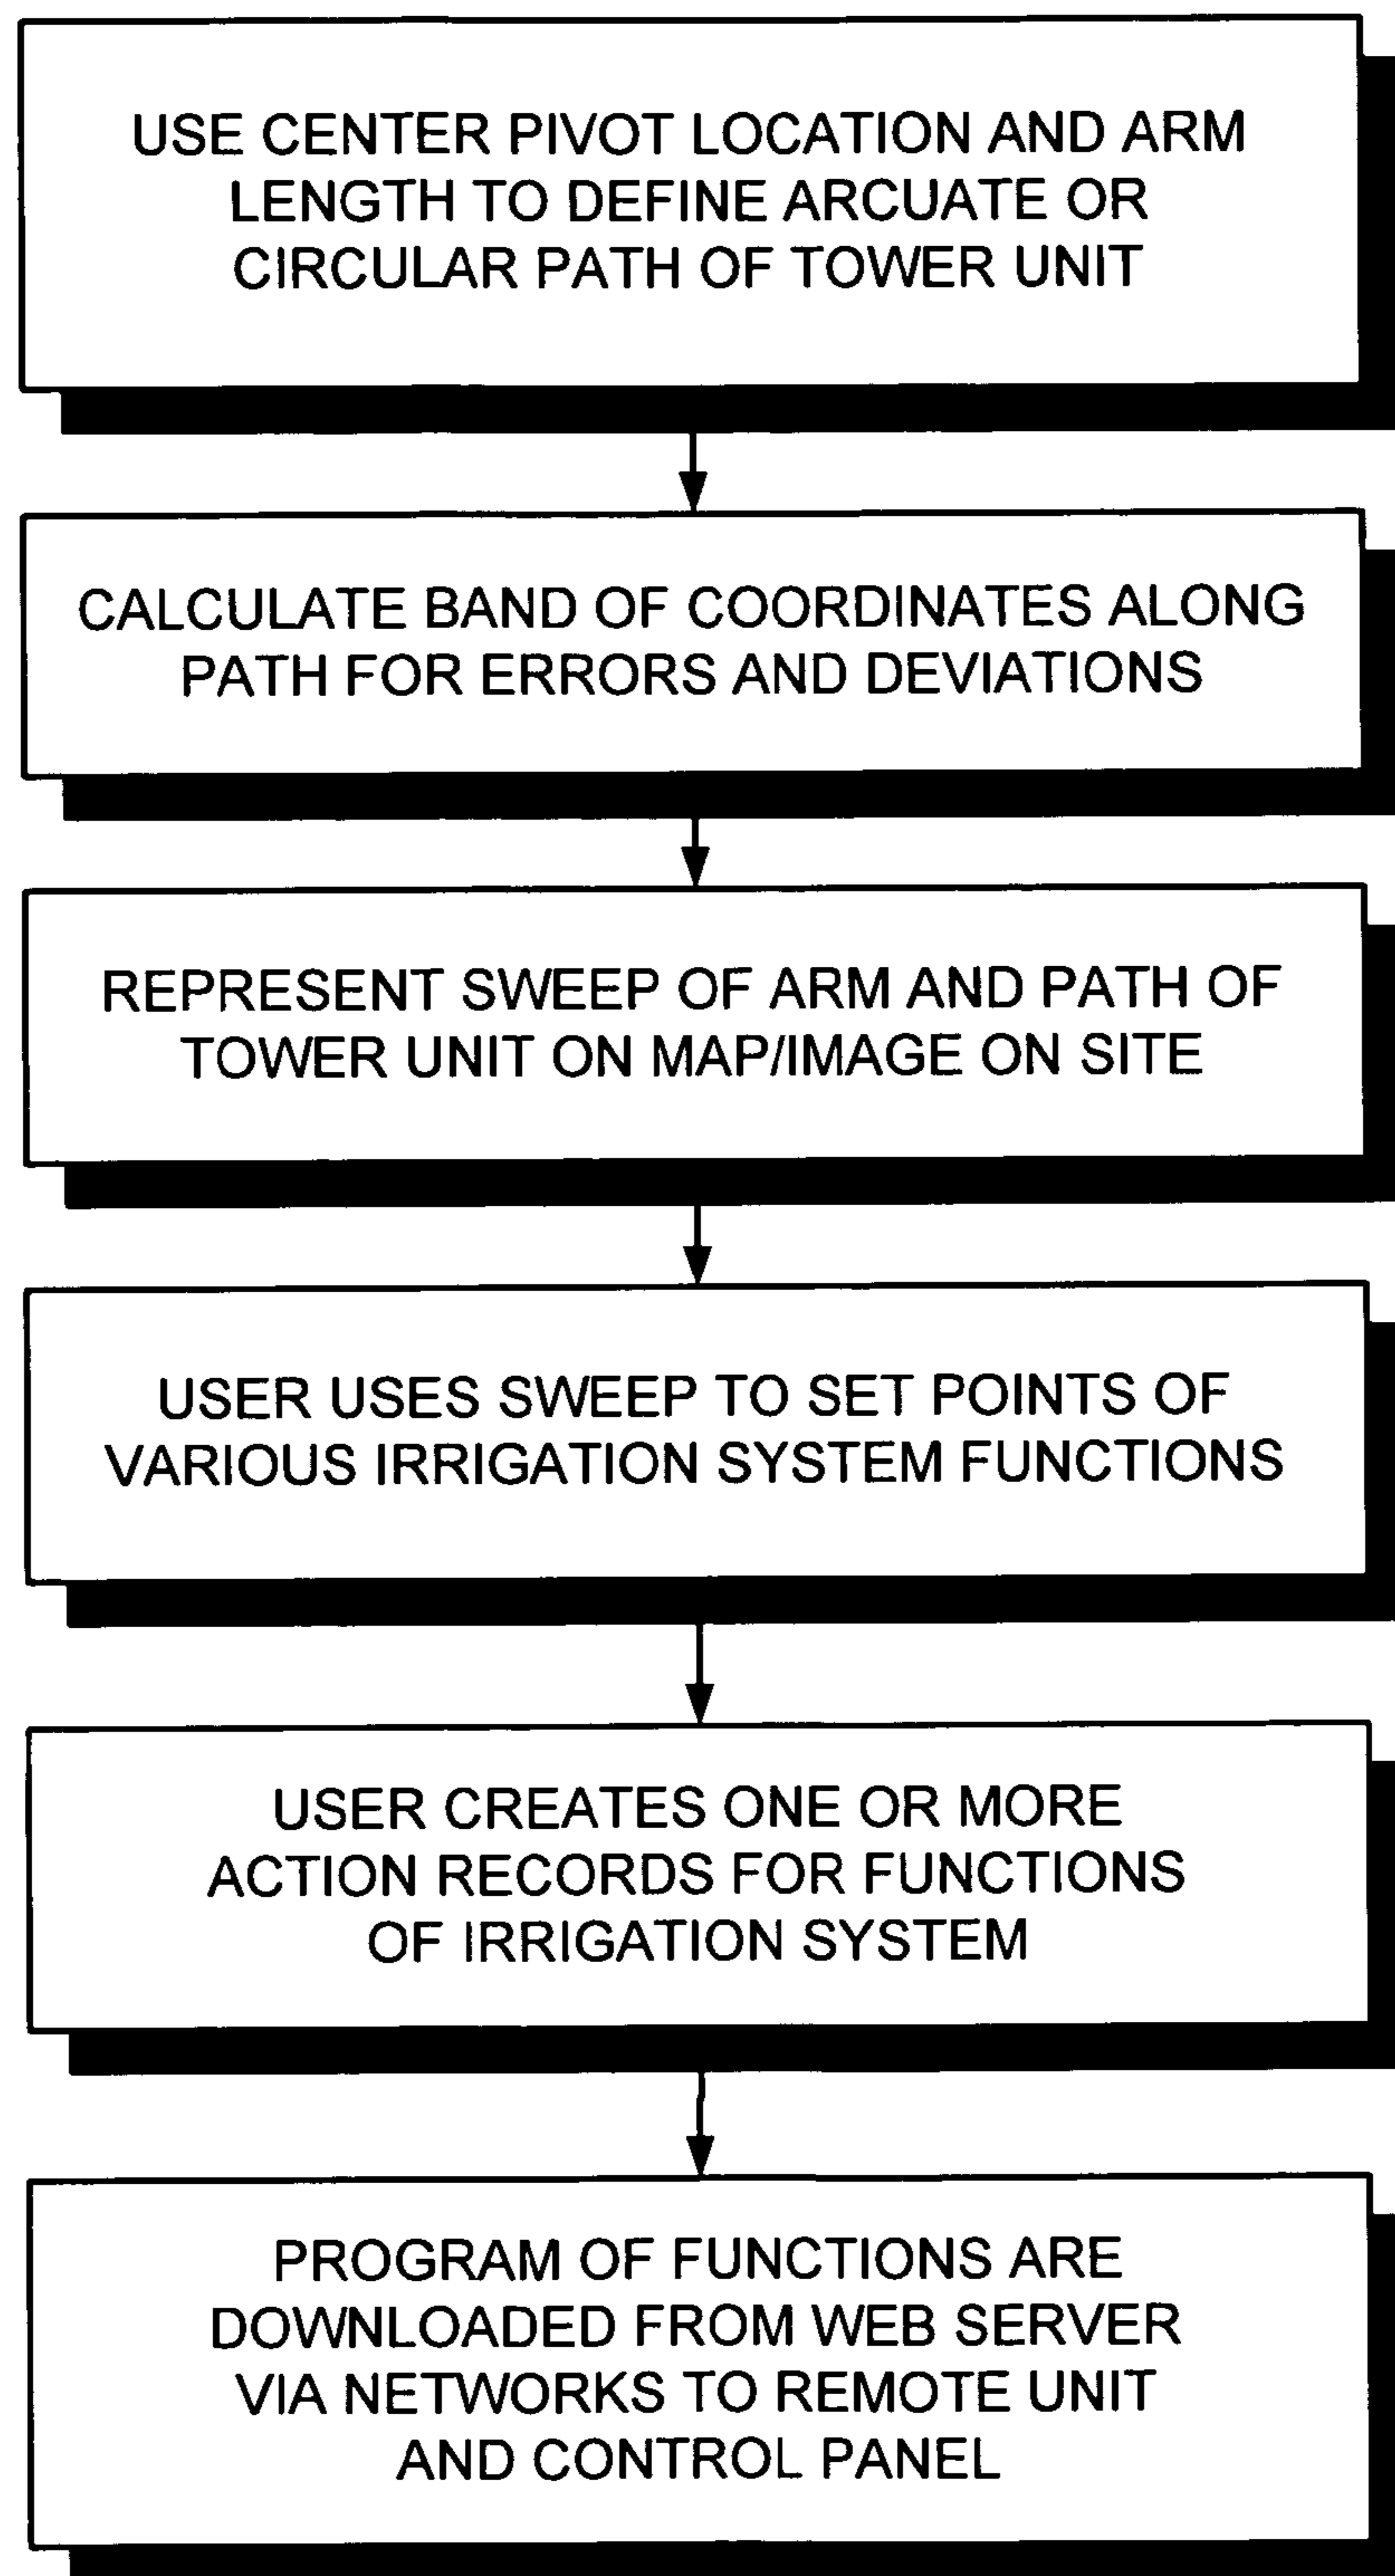 USE CENTER PIVOT LOCATION AND ARM
LENGTH TO DEFINE ARCUATE OR
CIRCULAR PATH OF TOWER UNIT
CALCULATE BAND OF COORDINATES ALONG
PATH FOR ERRORS AND DEVIATIONS
REPRESENT SWEEP OF ARM AND PATH OF
TOWER UNIT ON MAP/IMAGE ON SITE
USER USES SWEEP TO SET POINTS OF
VARIOUS IRRIGATION SYSTEM FUNCTIONS
USER CREATES ONE OR MORE
ACTION RECORDS FOR FUNCTIONS
OF IRRIGATION SYSTEM
PROGRAM OF FUNCTIONS ARE
DOWNLOADED FROM WEB SERVER
VIA NETWORKS TO REMOTE UNIT
AND CONTROL PANEL